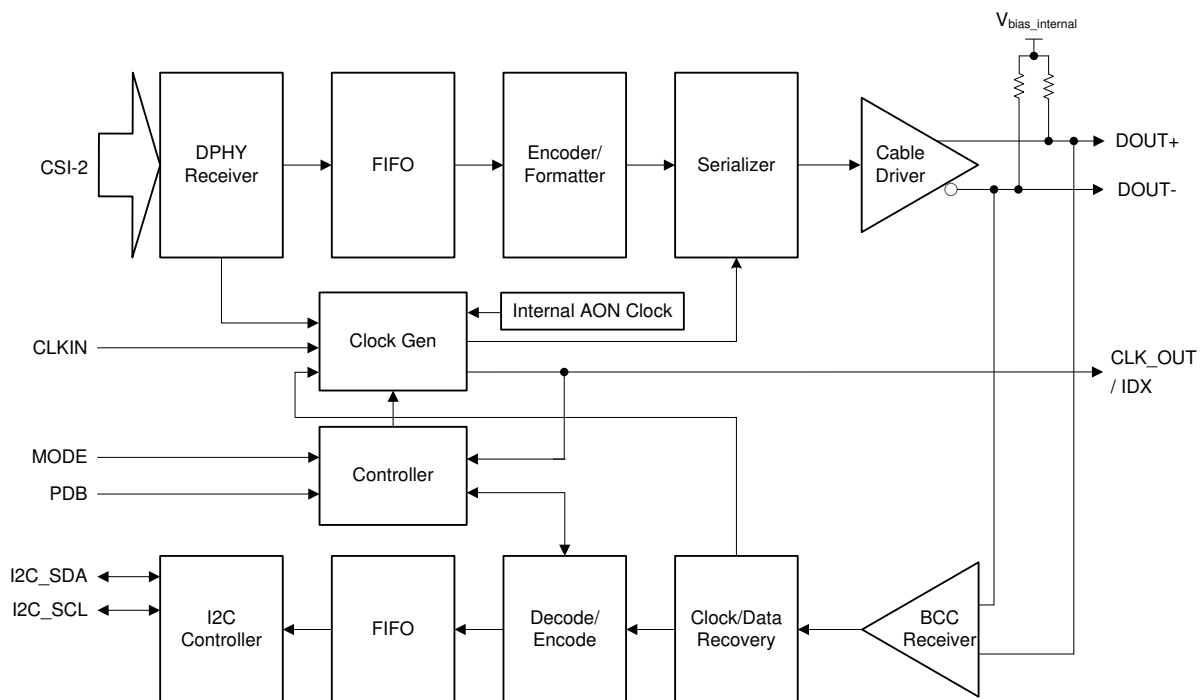 V_bias_internal
CSI-2
DPHY
Receiver
FIFO
Encoder/
Formatter
Serializer
Cable
Driver
DOUT+
DOUT-
Internal AON Clock
Clock Gen
CLKIN
CLK_OUT
/ IDX
MODE
PDB
Controller
I2C_SDA
I2C_SCL
I2C
Controller
FIFO
Decode/
Encode
Clock/Data
Recovery
BCC
Receiver